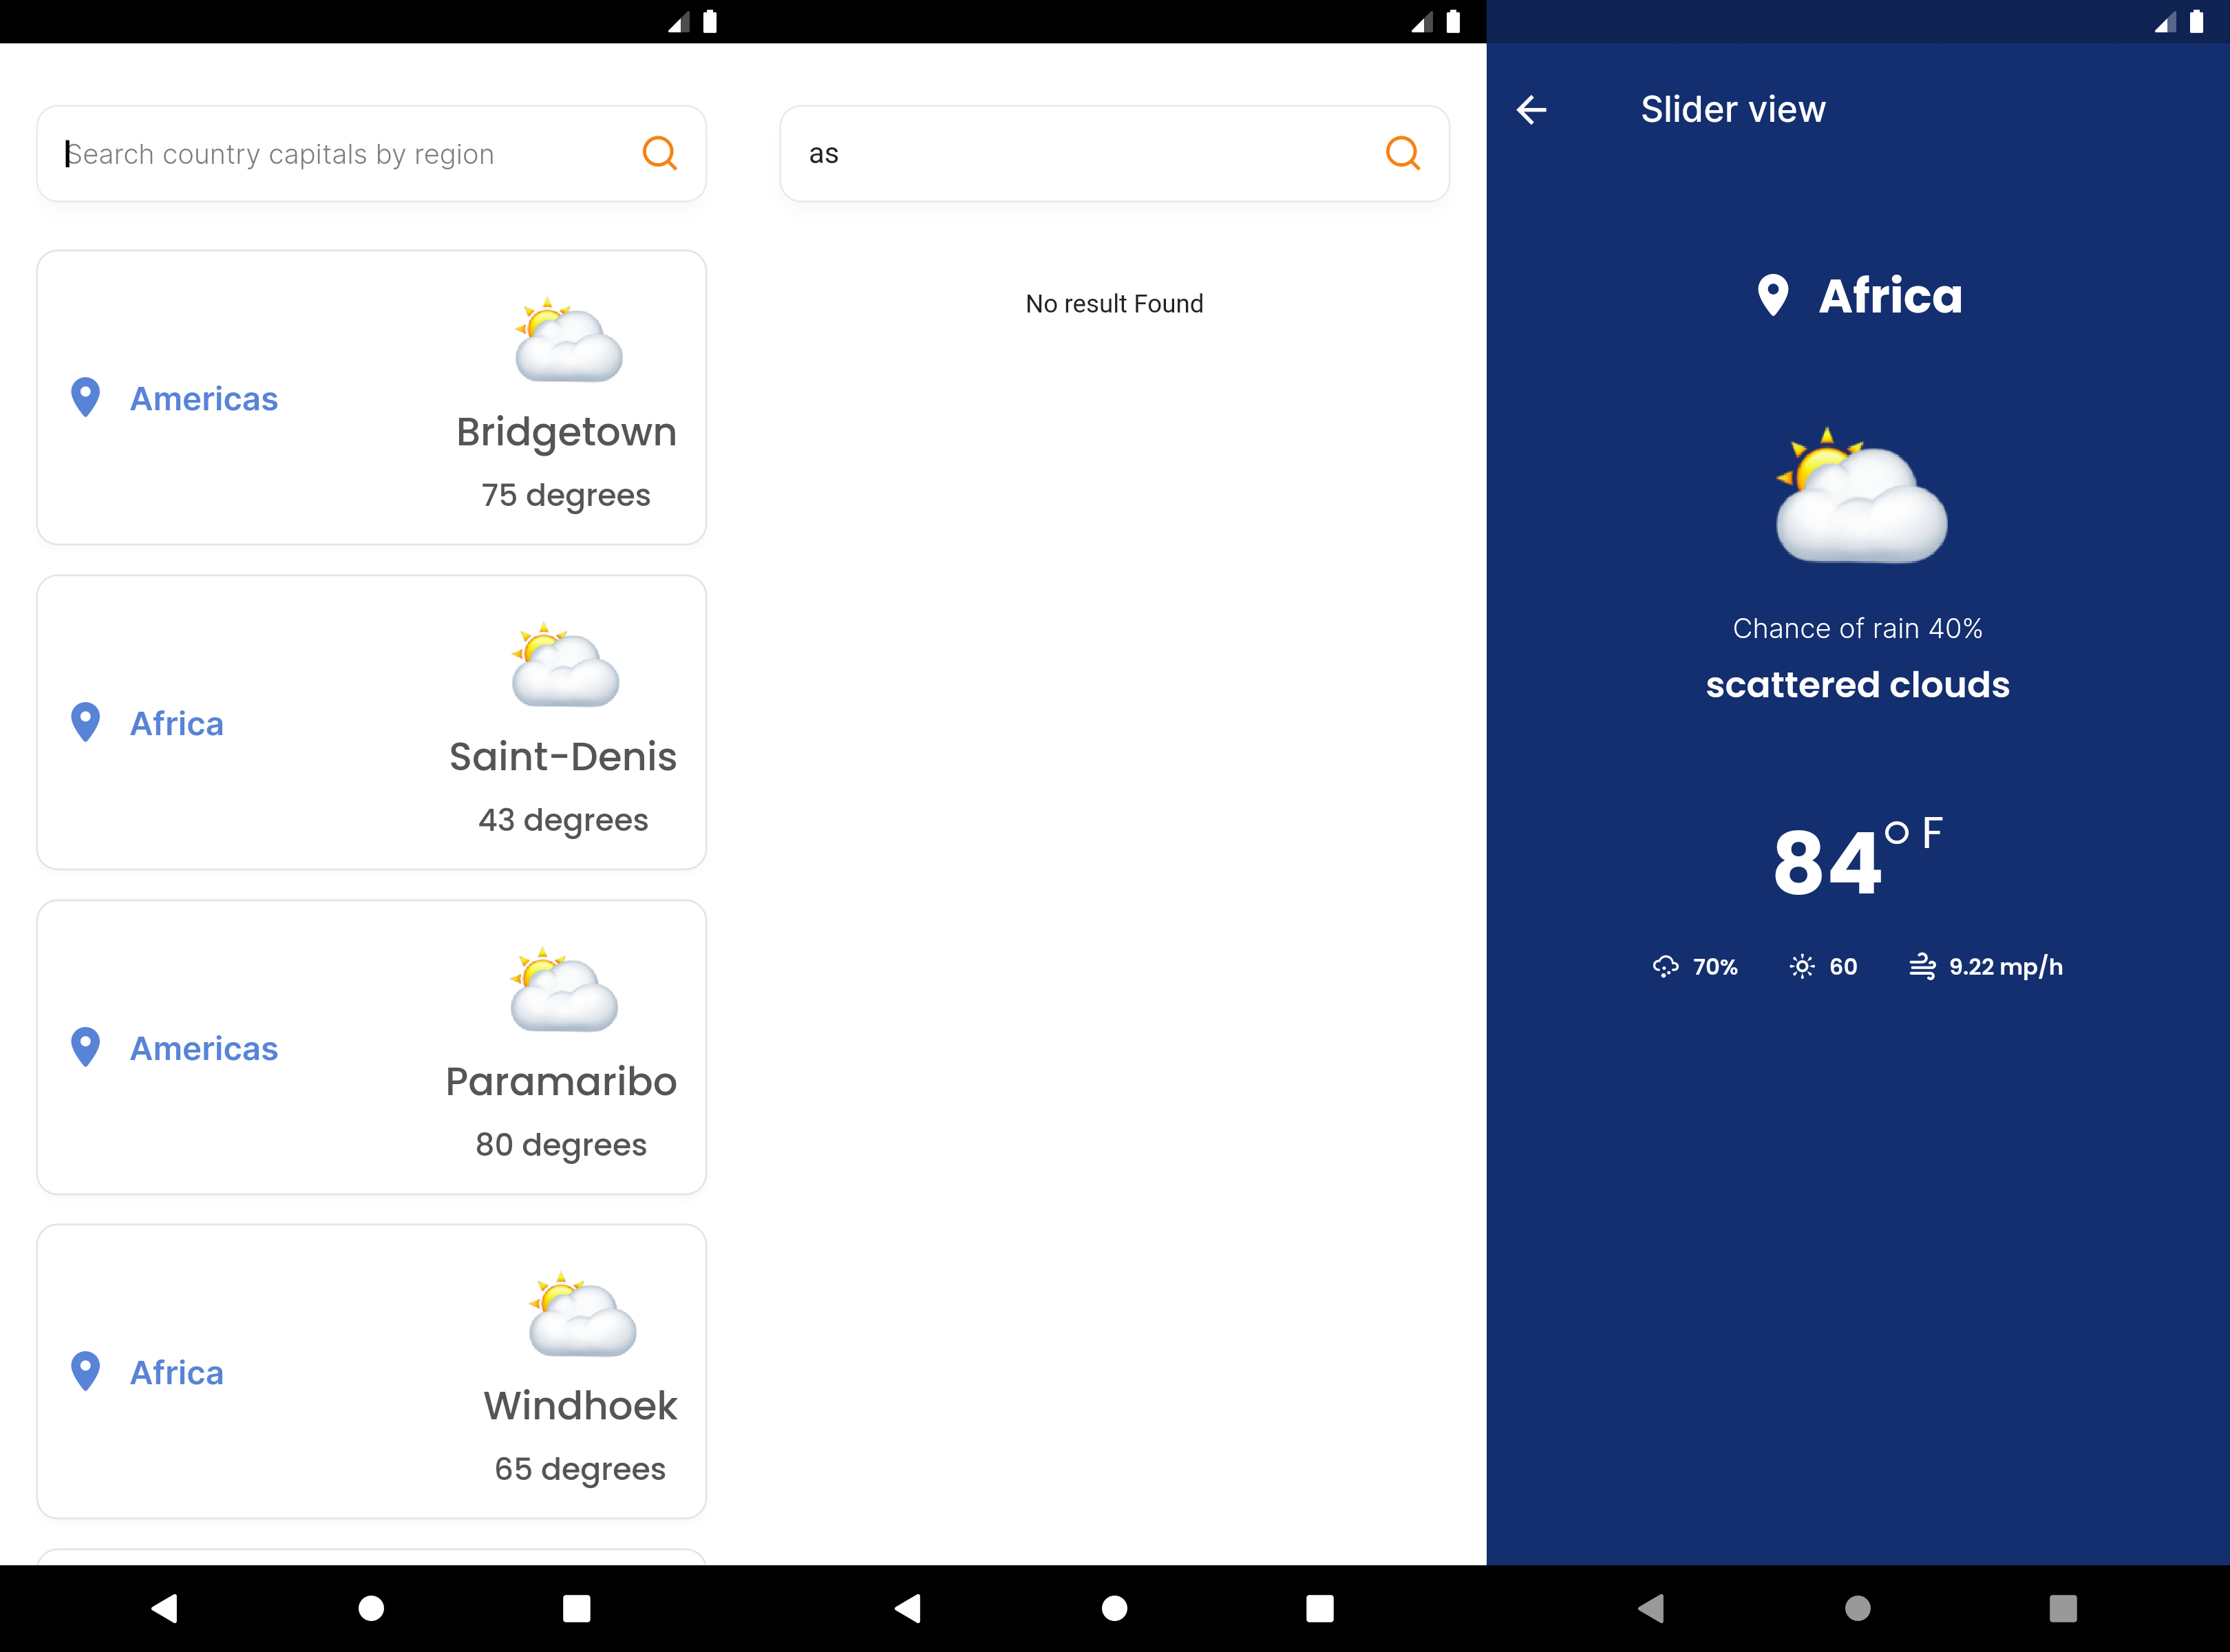 Search country capitals by region
Americas
Bridgetown
75 degrees
Africa
Saint-Denis
43 degrees
Americas
Paramaribo
80 degrees
Africa
Windhoek
65 degrees
as
No result Found
Slider view
Africa
Chance of rain 40%
scattered clouds
84° F
70% 60 9.22 mp/h